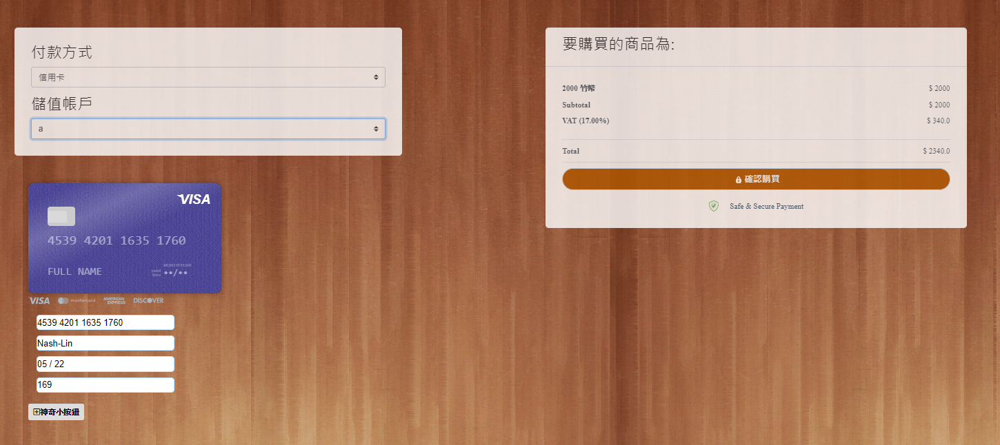 付款方式
信用卡
儲值帳戶
a
VISA
4539 4201 1635 1760
MONTH/YEAR
FULL NAME
valid
thru
••/••
VISA mastercard AMERICAN EXPRESS DISCOVER
4539 4201 1635 1760
Nash-Lin
05 / 22
169
神奇小按鈕
要購買的商品為:
2000 竹幣 $ 2000
Subtotal $ 2000
VAT (17.00%) $ 340.0
Total $ 2340.0
確認購買
Safe & Secure Payment